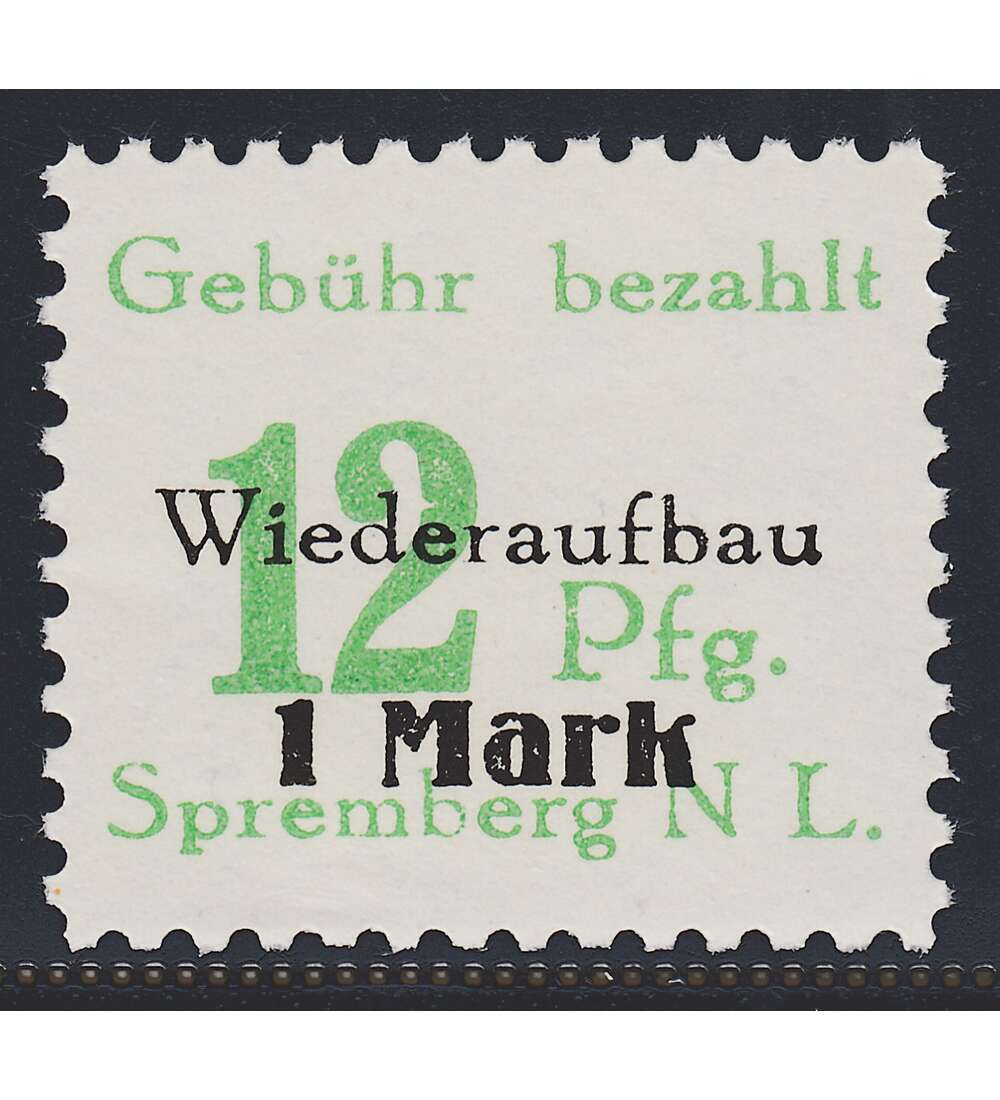 Gebühr bezahlt
12 Pfg.
Wiederaufbau
1 Mark
Spremberg N L.